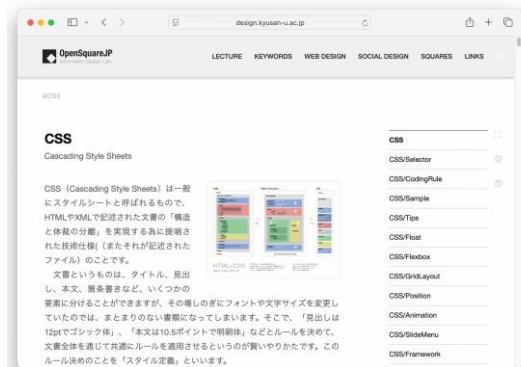 design.kyusan-u.ac.jp
OpenSquareJP
LECTURE KEYWORDS WEB DESIGN SOCIAL DESIGN SQUARES LINKS
CSS
Cascading Style Sheets
CSS（Cascading Style Sheets）は一般
にスタイルシートと呼ばれるもので、
HTMLやXMLで記述された文書の「構造
と体裁の分離」を実現する為に提唱さ
れた技術仕様(（またそれが記述された
ファイル）のことです。
文書というものは、タイトル、見出
し、本文、箇条書きなど、いくつかの
要素に分けることができますが、その場しのぎにフォントや文字サイズを変更し
ていたのでは、まとまりのない書類になってしまいます。そこで、「見出しは
12ptでゴシック体」、「本文は10.5ポイントで明朝体」などとルールを決めて、
文書全体を通じて共通にルールを適用させるというのが賢いやりかたです。この
ルール決めのことを「スタイル定義」といいます。
HTML+CSS
CSS
CSS/Selector
CSS/CodingRule
CSS/Sample
CSS/Tips
CSS/Float
CSS/Flexbox
CSS/GridLayout
CSS/Position
CSS/Animation
CSS/SlideMenu
CSS/Framework